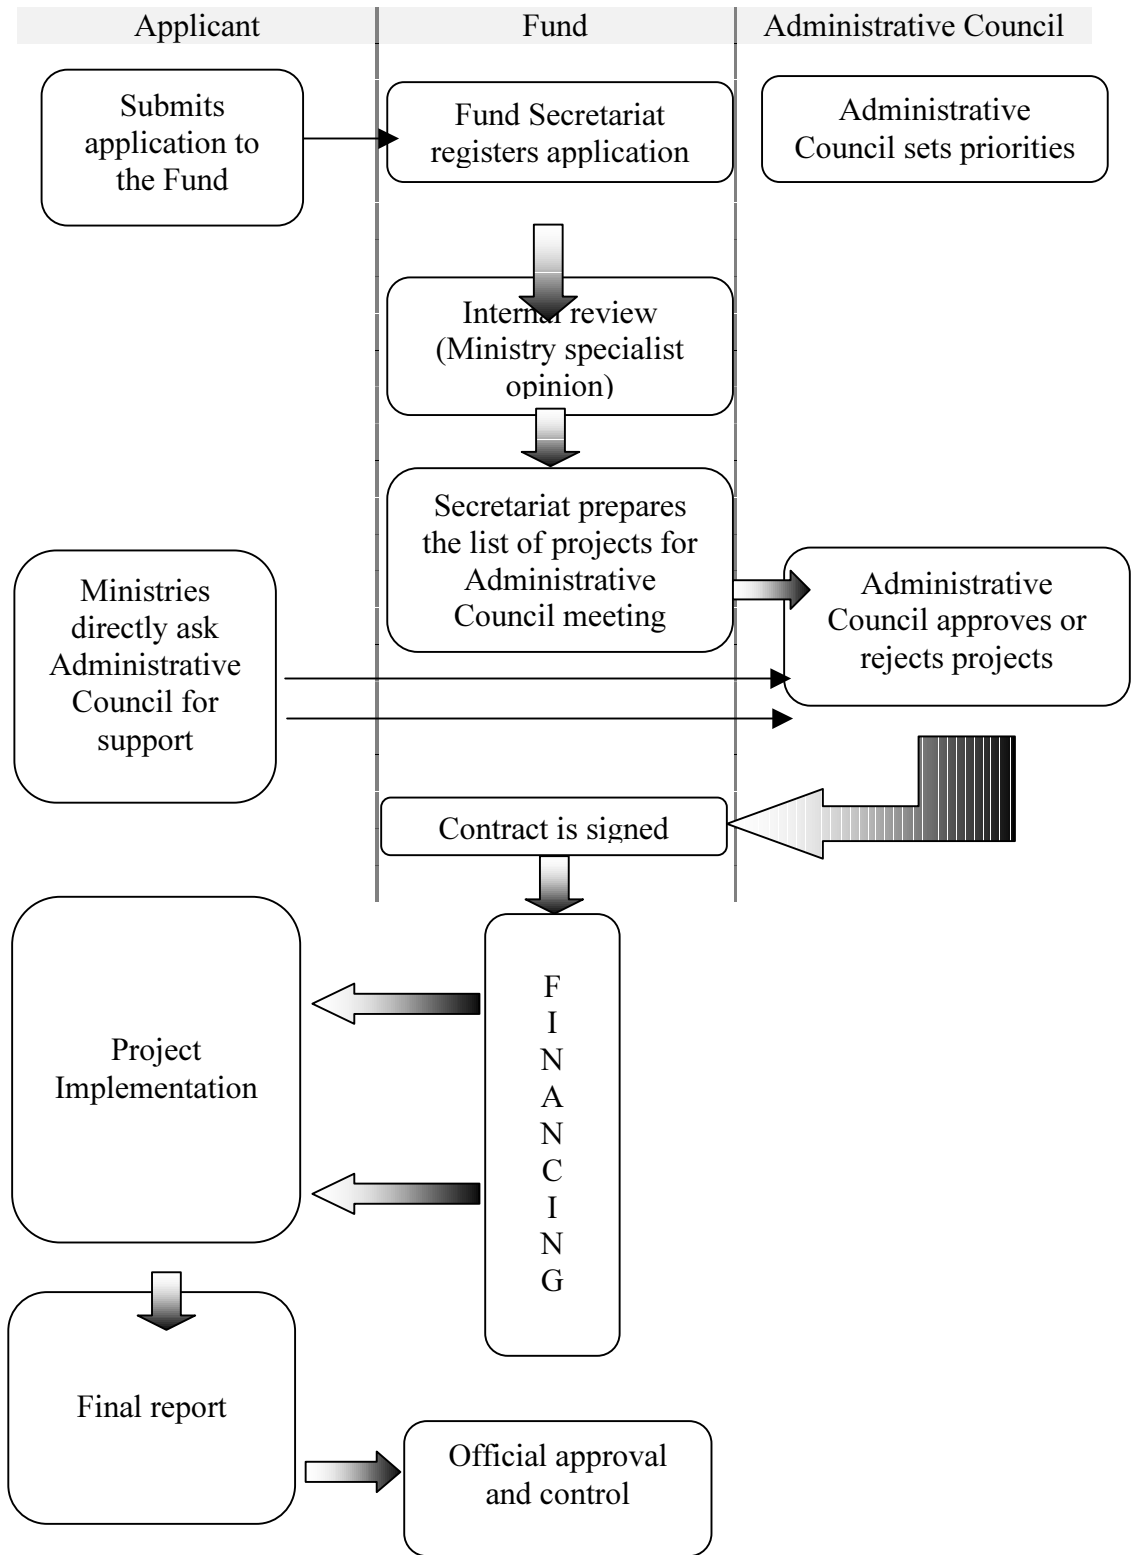 Applicant
Fund
Administrative Council
Submits
application to
the Fund
Fund Secretariat
registers application
Administrative
Council sets priorities
Internal review
(Ministry specialist
opinion)
Secretariat prepares
the list of projects for
Administrative
Council meeting
Ministries
directly ask
Administrative
Council for
support
Administrative
Council approves or
rejects projects
Contract is signed
Project
Implementation
F
I
N
A
N
C
I
N
G
Final report
Official approval
and control